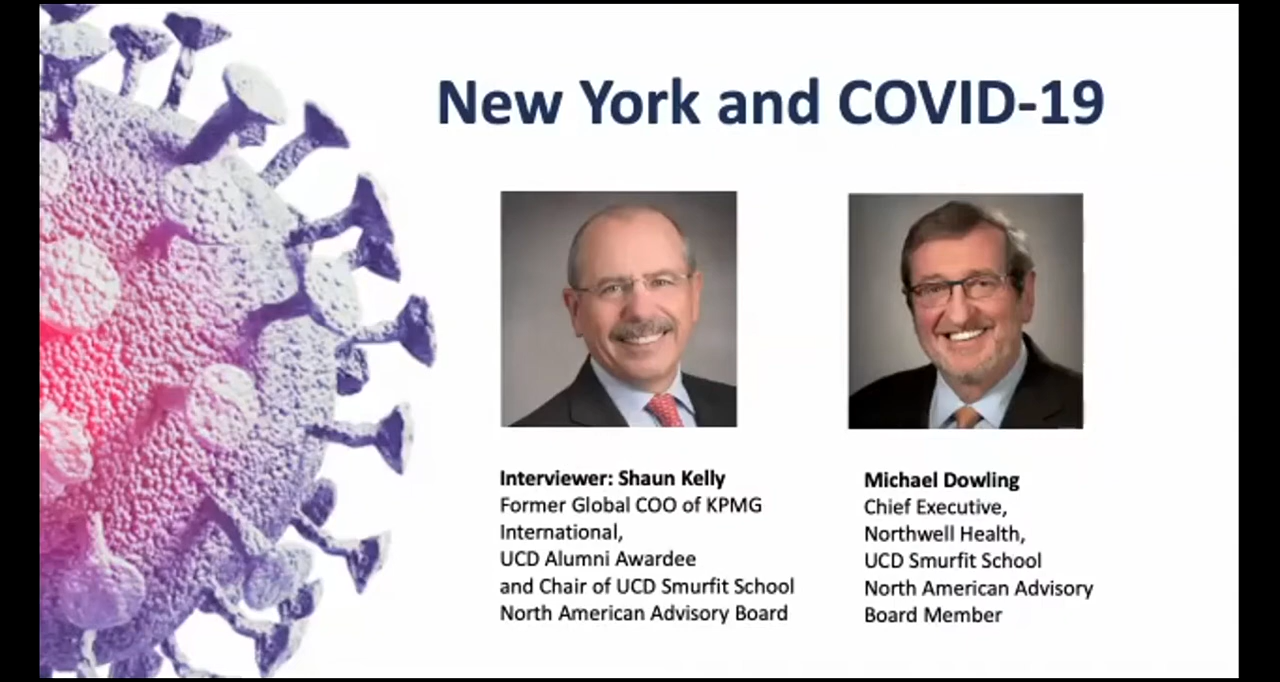 New York and COVID-19
Interviewer: Shaun Kelly
Former Global COO of KPMG
International,
UCD Alumni Awardee
and Chair of UCD Smurfit School
North American Advisory Board
Michael Dowling
Chief Executive,
Northwell Health,
UCD Smurfit School
North American Advisory
Board Member